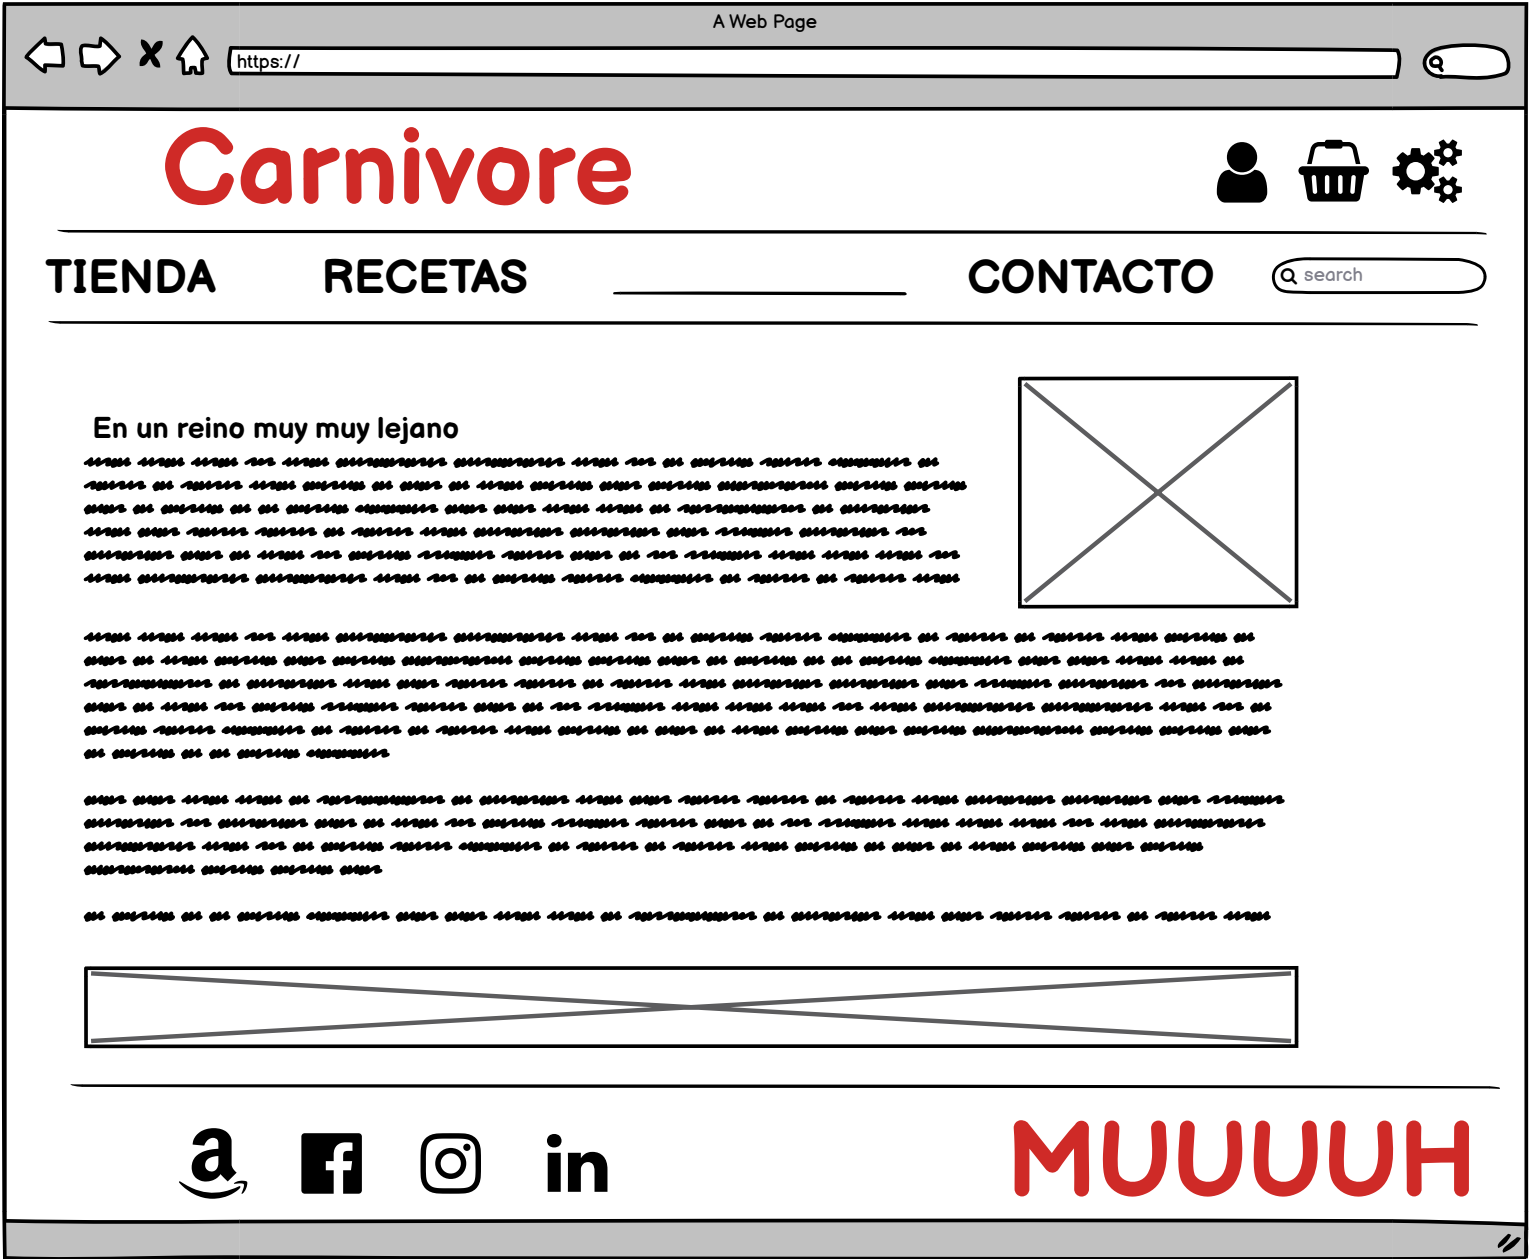 A Web Page
https://
Carnivore
TIENDA RECETAS CONTACTO search
En un reino muy muy lejano
MUUUUH